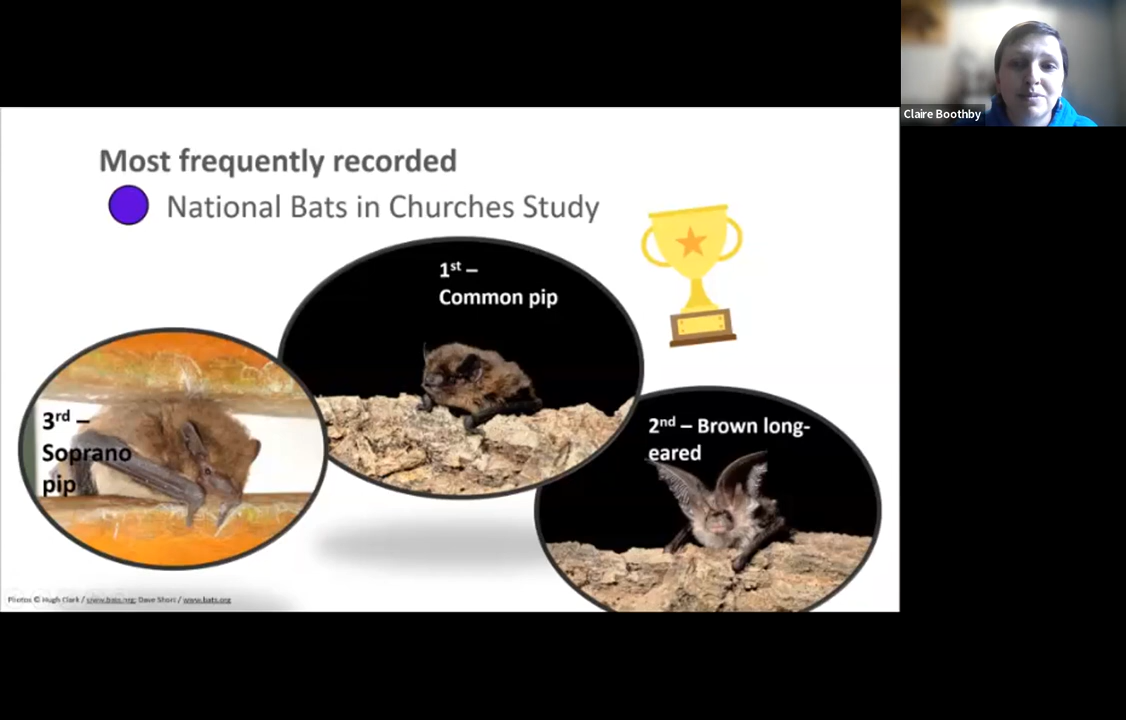 Claire Boothby
Most frequently recorded
National Bats in Churches Study
1st –
Common pip
2nd – Brown long-
eared
3rd –
Soprano
pip
Photos © Hugh Clark / www.bats.org; Dave Short / www.bats.org